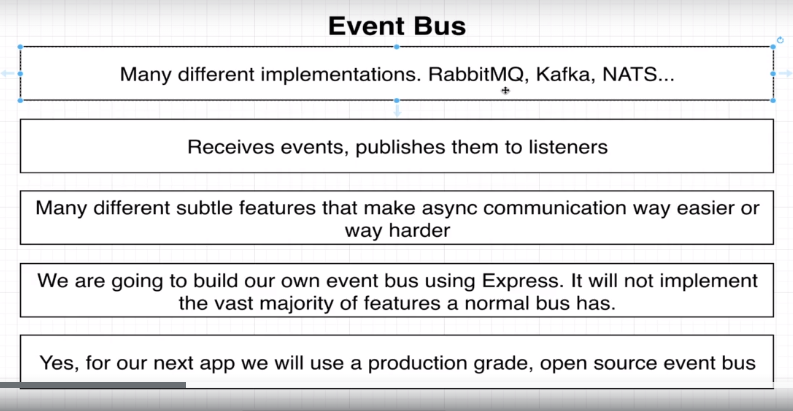 Event Bus
Many different implementations. RabbitMQ, Kafka, NATS...
Receives events, publishes them to listeners
Many different subtle features that make async communication way easier or
way harder
We are going to build our own event bus using Express. It will not implement
the vast majority of features a normal bus has.
Yes, for our next app we will use a production grade, open source event bus